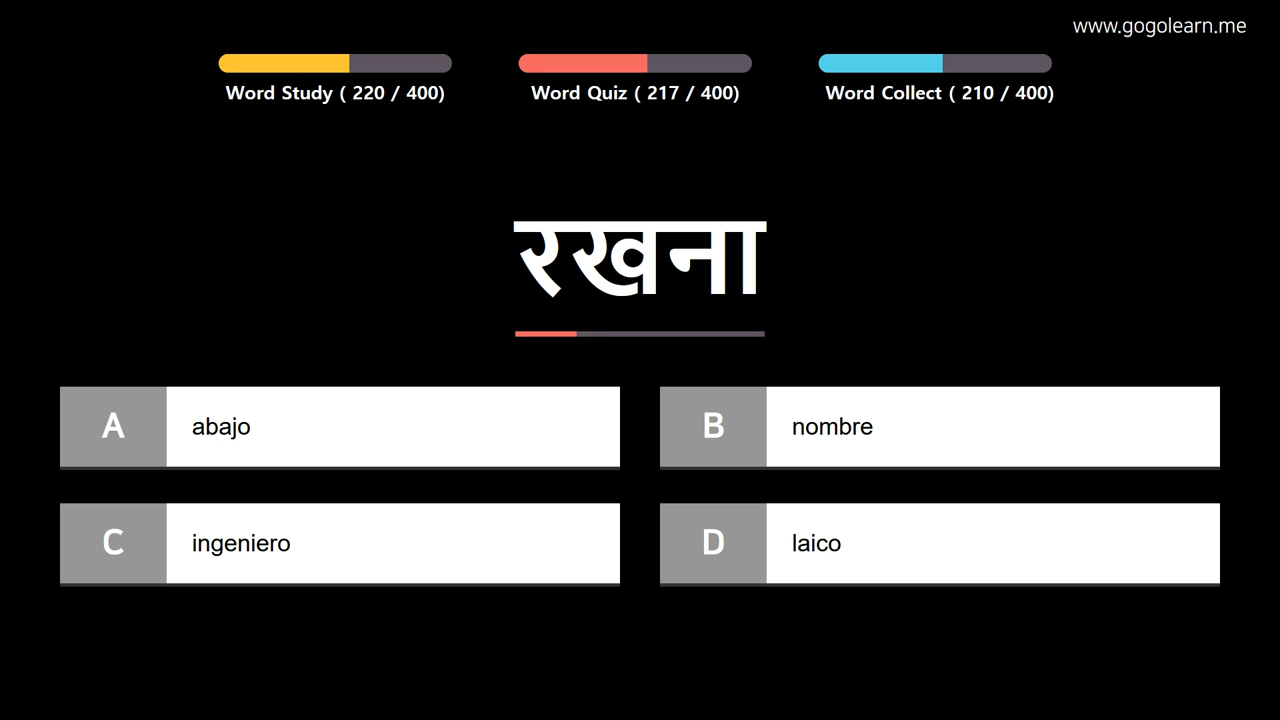 www.gogolearn.me
Word Study ( 220 / 400)
Word Quiz ( 217 / 400)
Word Collect ( 210 / 400)
रखना
A abajo
B nombre
C ingeniero
D laico